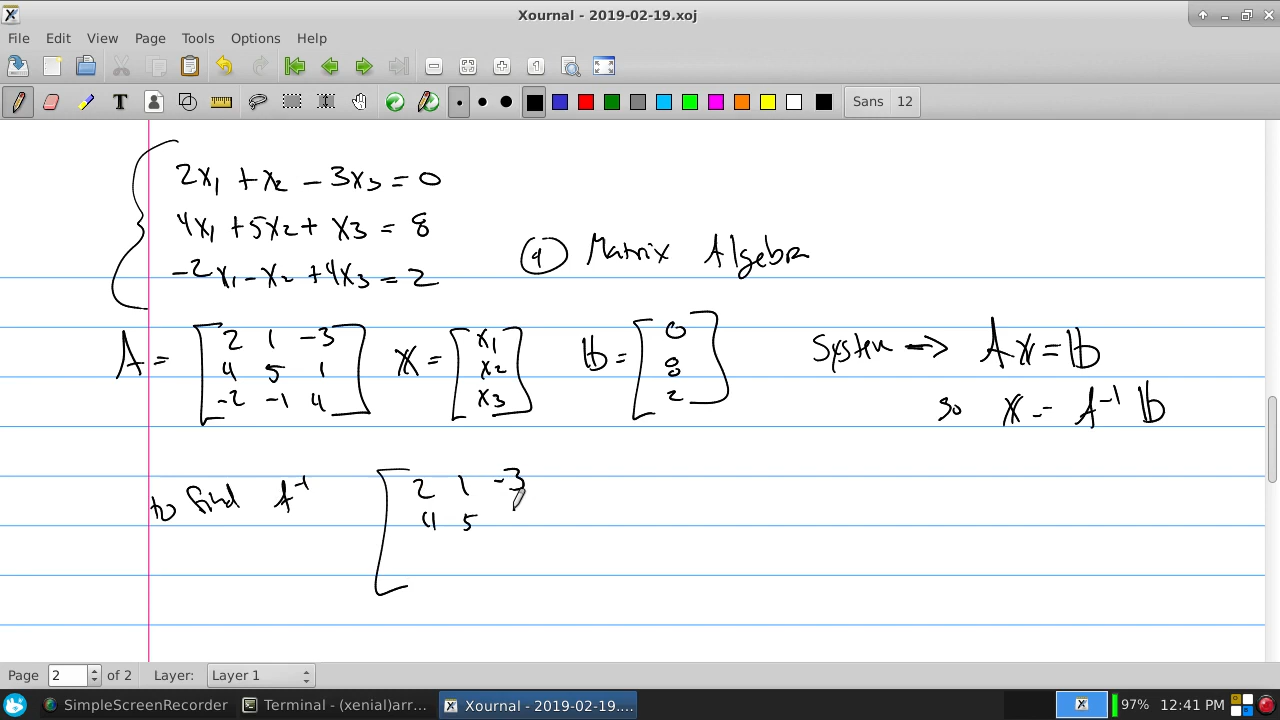 Xournal - 2019-02-19.xoj
File Edit View Page Tools Options Help
Sans 12
2x₁ + x₂ - 3x₃ = 0
4x₁ + 5x₂ + x₃ = 8
-2x₁ - x₂ + 4x₃ = 2
ⓐ Matrix Algebra
A = [2 1 -3
4 5 1
-2 -1 4]
x = [x₁
x₂
x₃]
b = [0
8
2]
System → Ax = b
so x = A⁻¹ b
to find A⁻¹ [2 1 -3
4 5
Page 2 of 2 Layer: Layer 1
SimpleScreenRecorder Terminal - (xenial)arr... Xournal - 2019-02-19.... 97% 12:41 PM